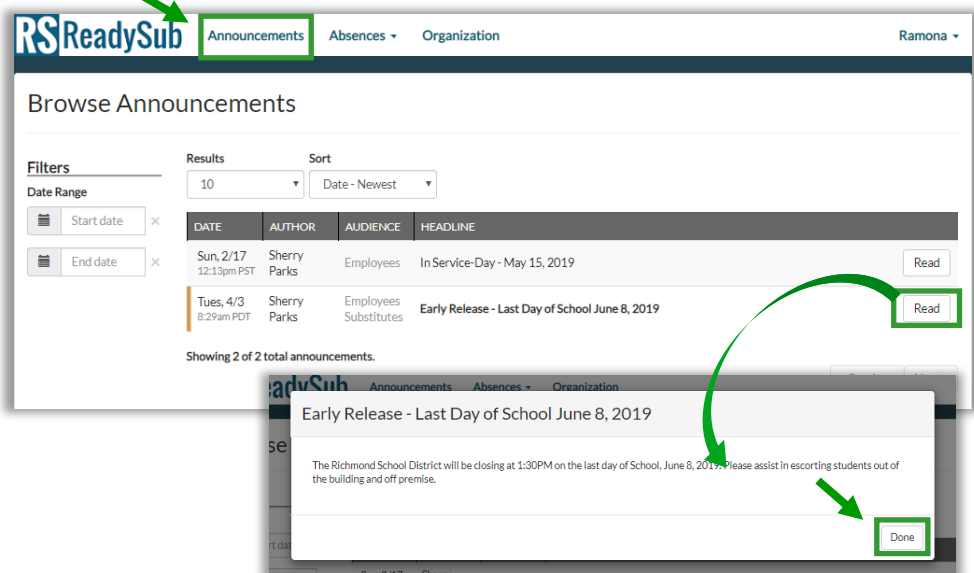 RS ReadySub Announcements Absences Organization Ramona
Browse Announcements
Filters
Date Range
Start date
End date
Results Sort
10 Date - Newest
DATE AUTHOR AUDIENCE HEADLINE
Sun, 2/17 Sherry Employees In Service-Day - May 15, 2019 Read
12:13pm PST Parks
Tues, 4/3 Sherry Employees Early Release - Last Day of School June 8, 2019 Read
8:29am PDT Parks Substitutes
Showing 2 of 2 total announcements.
eadySub Announcements Absences Organization
se
Early Release - Last Day of School June 8, 2019
The Richmond School District will be closing at 1:30PM on the last day of School, June 8, 2019. Please assist in escorting students out of
the building and off premise.
Done
rt dat